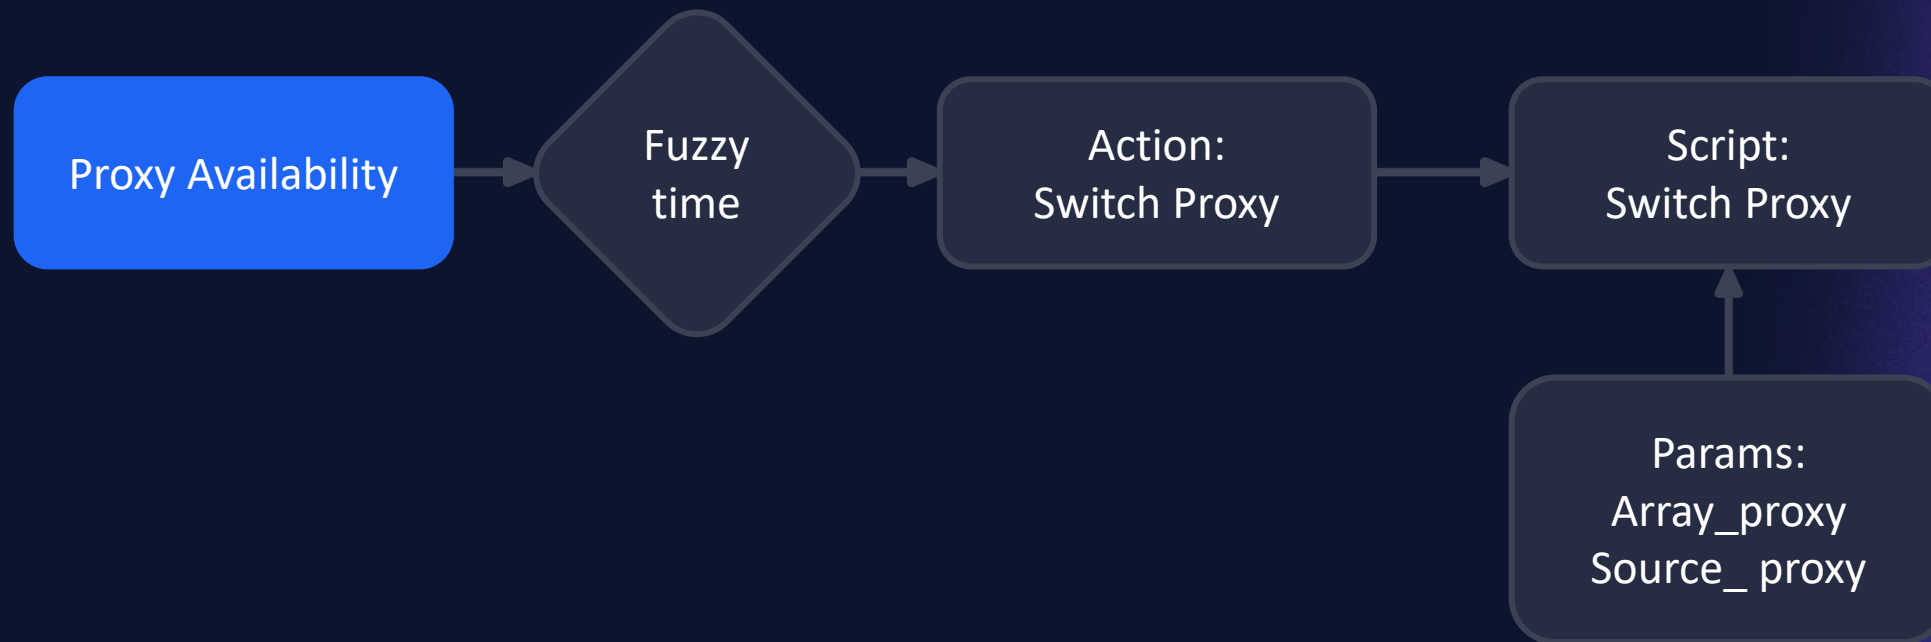 Proxy Availability
Fuzzy
time
Action:
Switch Proxy
Script:
Switch Proxy
Params:
Array_proxy
Source_ proxy